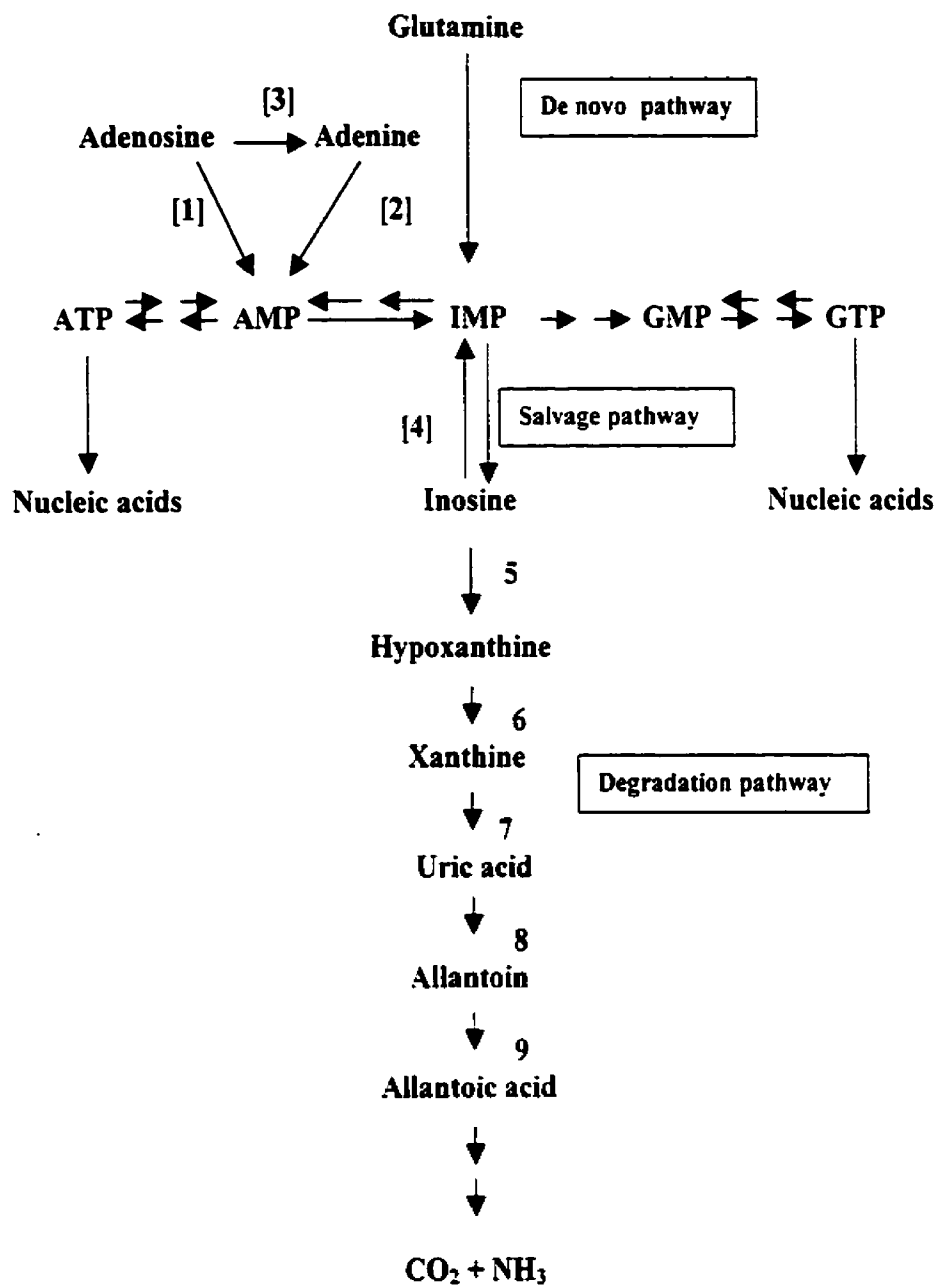 Glutamine
De novo pathway
[3]
Adenosine Adenine
[1] [2]
ATP AMP IMP GMP GTP
Salvage pathway
[4]
Nucleic acids Inosine Nucleic acids
5
Hypoxanthine
6
Xanthine
Degradation pathway
7
Uric acid
8
Allantoin
9
Allantoic acid
CO₂ + NH₃